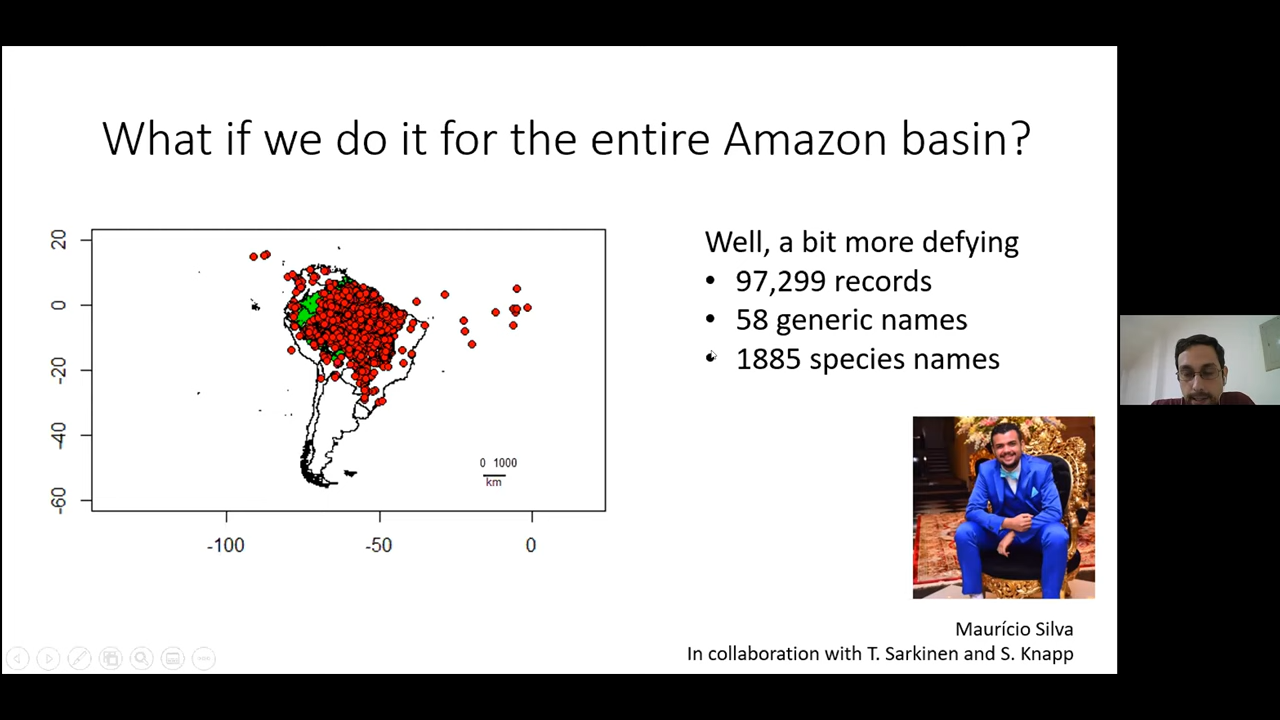 What if we do it for the entire Amazon basin?
Well, a bit more defying
• 97,299 records
• 58 generic names
• 1885 species names
20
0
-20
-40
-60
0 1000
km
-100
-50
0
Maurício Silva
In collaboration with T. Sarkinen and S. Knapp